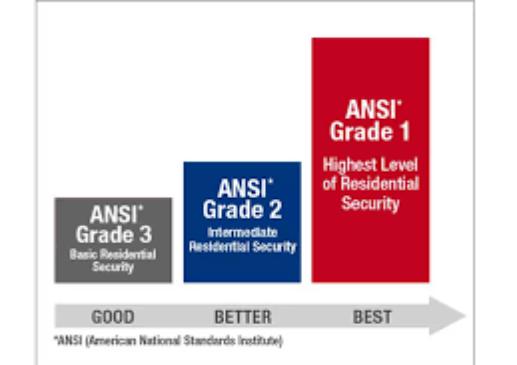 ANSI*
Grade 1
Highest Level
of Residential
Security
ANSI*
Grade 2
Intermediate
Residential Security
ANSI*
Grade 3
Basic Residential
Security
GOOD BETTER BEST
*ANSI (American National Standards Institute)